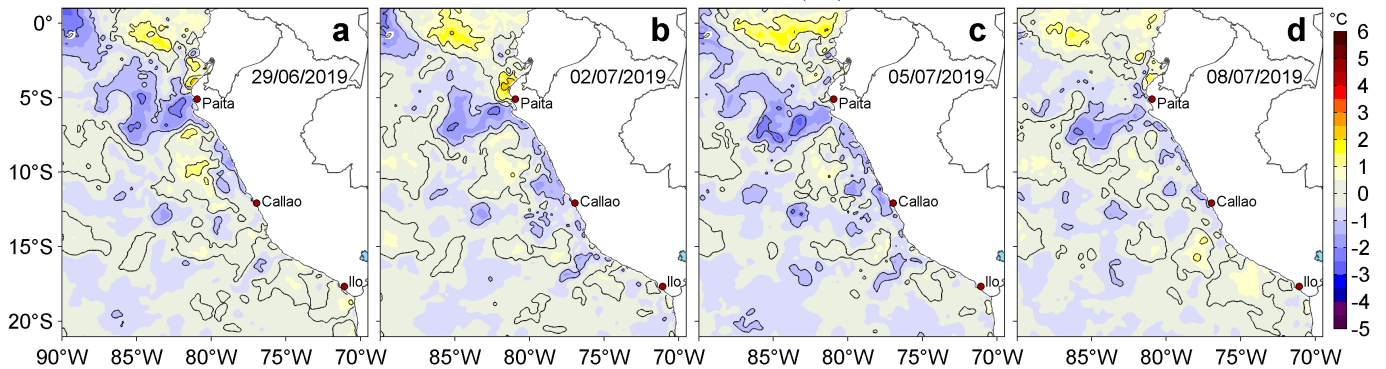 a
b
c
d
29/06/2019
02/07/2019
05/07/2019
08/07/2019
0°
5°S
10°S
15°S
20°S
Paita
Callao
Ilo
Paita
Callao
Ilo
Paita
Callao
Ilo
Paita
Callao
Ilo
90°W 85°W 80°W 75°W 70°W
85°W 80°W 75°W 70°W
85°W 80°W 75°W 70°W
85°W 80°W 75°W 70°W
°C
6
5
4
3
2
1
0
-1
-2
-3
-4
-5